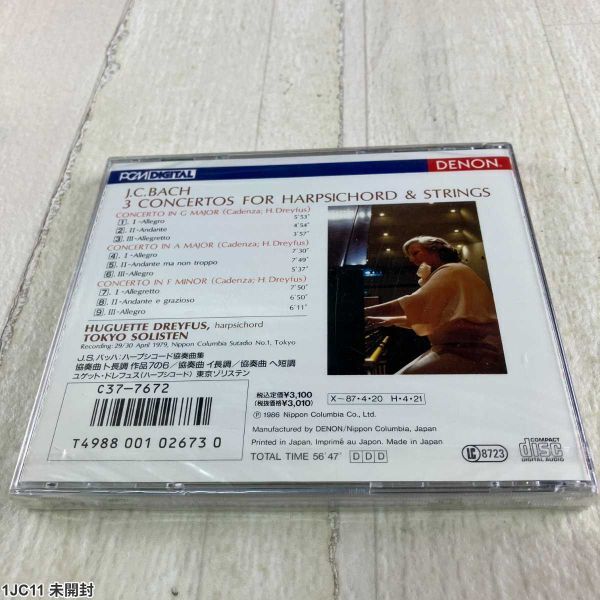 PCM DIGITAL
DENON
J.C. BACH
3 CONCERTOS FOR HARPSICHORD & STRINGS
CONCERTO IN G MAJOR (Cadenza; H.Dreyfus)
1. I-Allegro 5'53"
2. II-Andante 4'54"
3. III-Allegretto 3'57"
CONCERTO IN A MAJOR (Cadenza; H.Dreyfus)
4. I-Allegro 7'30"
5. II-Andante ma non troppo 7'49"
6. III-Allegro 5'37"
CONCERTO IN F MINOR (Cadenza; H.Dreyfus)
7. I-Allegretto 7'50"
8. II-Andante e grazioso 6'50"
9. III-Allegro 6'11"
HUGUETTE DREYFUS, harpsichord
TOKYO SOLISTEN
Recording: 29/30 April 1979, Nippon Columbia Sutadio No.1, Tokyo
J.S.バッハ:ハープシコード協奏曲集
協奏曲 ト長調 作品7の6/協奏曲 イ長調/協奏曲 ヘ短調
ユゲット・ドレフュス(ハープシコード) 東京ゾリステン
C37-7672
T4988 001 02673 0
(税込定価)¥3,100
(税抜価格)¥3,010
X-87・4・20 H・4・21
Ⓟ 1986 Nippon Columbia Co., Ltd.
Manufactured by DENON/Nippon Columbia, Japan
Printed in Japan. Imprimé au Japon. Made in Japan
TOTAL TIME 56'47" DDD
LC 8723
COMPACT disc DIGITAL AUDIO
1JC11 未開封